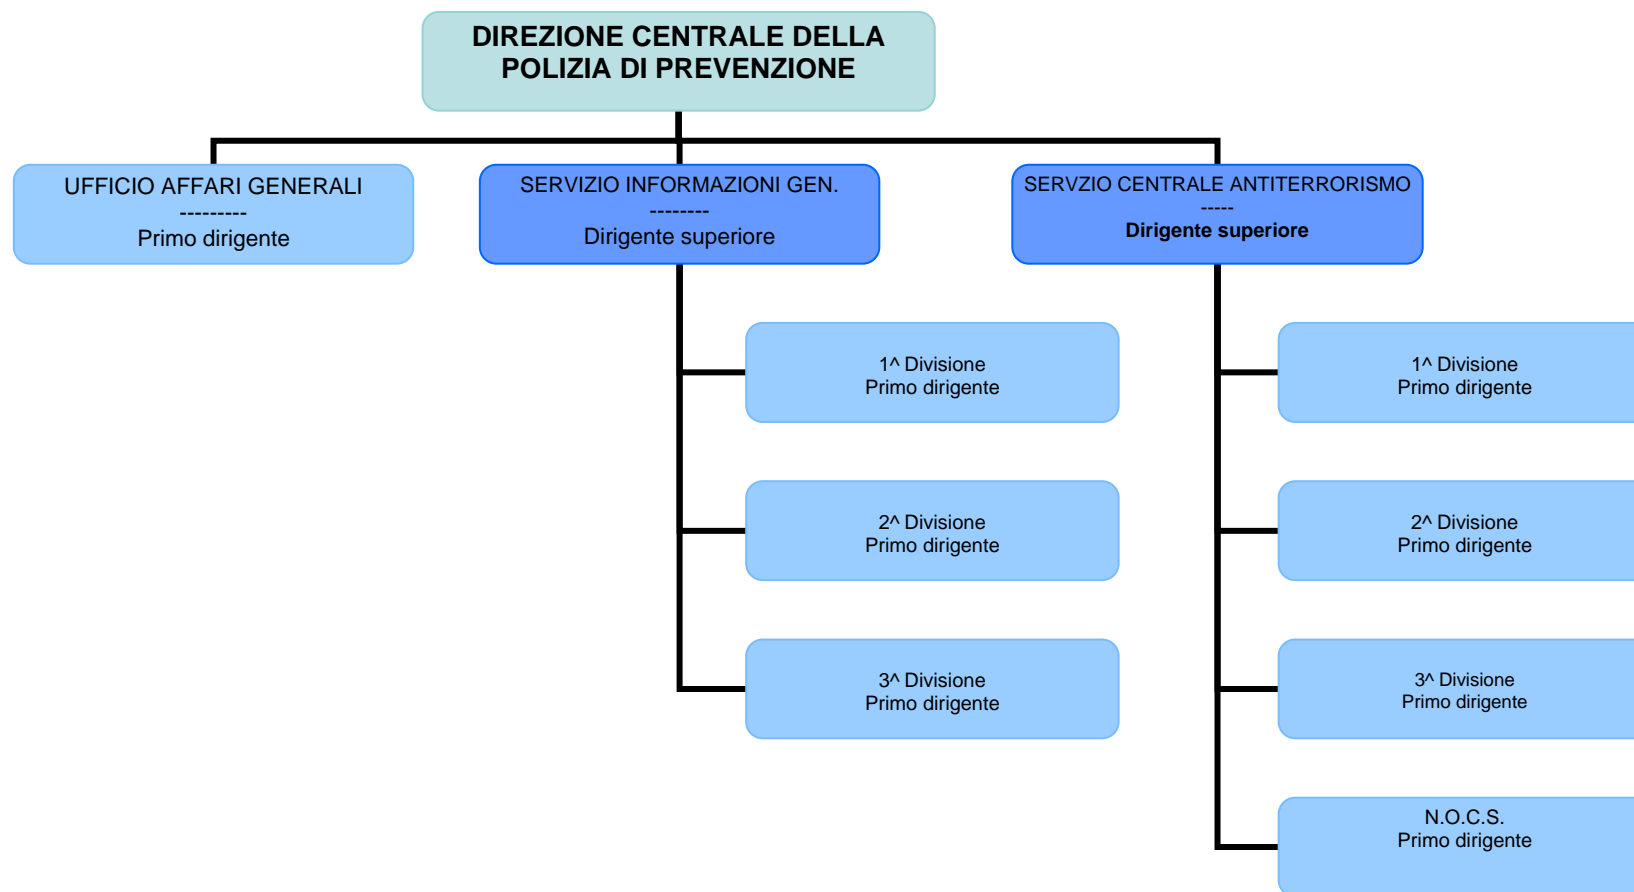 DIREZIONE CENTRALE DELLA
POLIZIA DI PREVENZIONE
UFFICIO AFFARI GENERALI
---------
Primo dirigente
SERVIZIO INFORMAZIONI GEN.
--------
Dirigente superiore
SERVZIO CENTRALE ANTITERRORISMO
-----
Dirigente superiore
1^ Divisione
Primo dirigente
2^ Divisione
Primo dirigente
3^ Divisione
Primo dirigente
1^ Divisione
Primo dirigente
2^ Divisione
Primo dirigente
3^ Divisione
Primo dirigente
N.O.C.S.
Primo dirigente